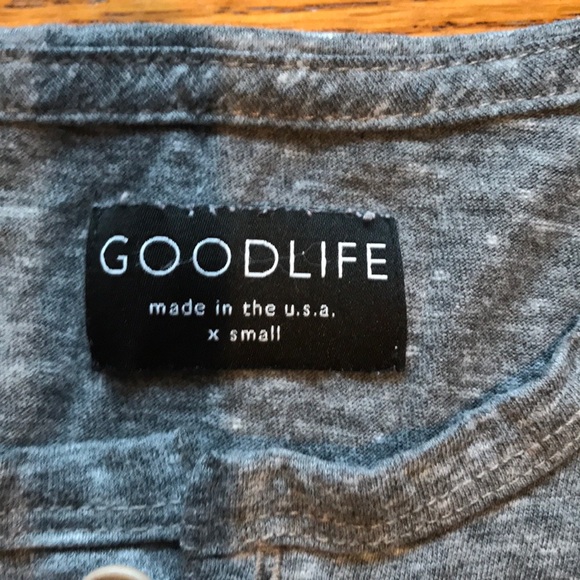 GOODLIFE
made in the u.s.a.
x small